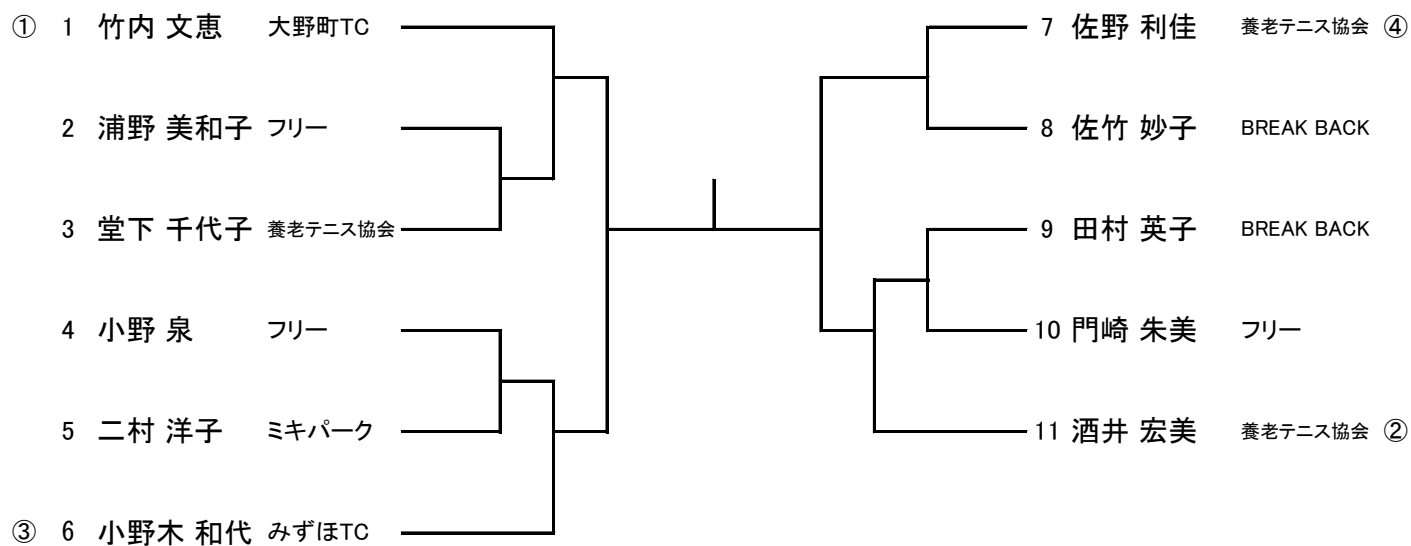 ① 1 竹内 文恵 大野町TC
2 浦野 美和子 フリー
3 堂下 千代子 養老テニス協会
4 小野 泉 フリー
5 二村 洋子 ミキパーク
③ 6 小野木 和代 みずほTC
7 佐野 利佳 養老テニス協会 ④
8 佐竹 妙子 BREAK BACK
9 田村 英子 BREAK BACK
10 門崎 朱美 フリー
11 酒井 宏美 養老テニス協会 ②